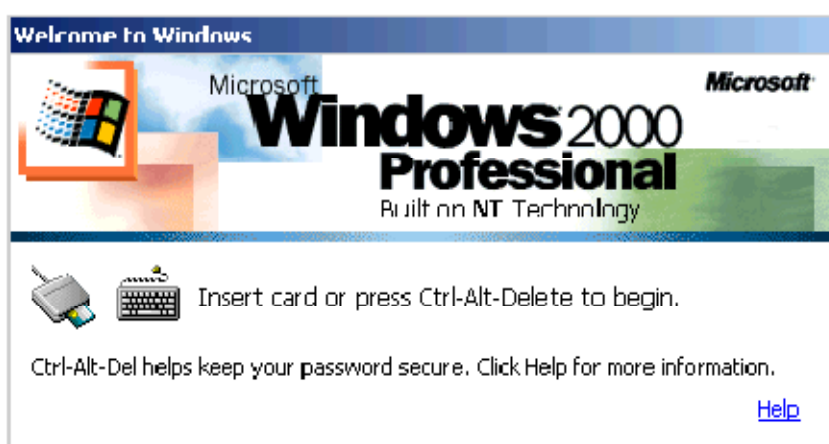 Welcome to Windows
Microsoft
Microsoft
Windows 2000
Professional
Built on NT Technology
Insert card or press Ctrl-Alt-Delete to begin.
Ctrl-Alt-Del helps keep your password secure. Click Help for more information.
Help